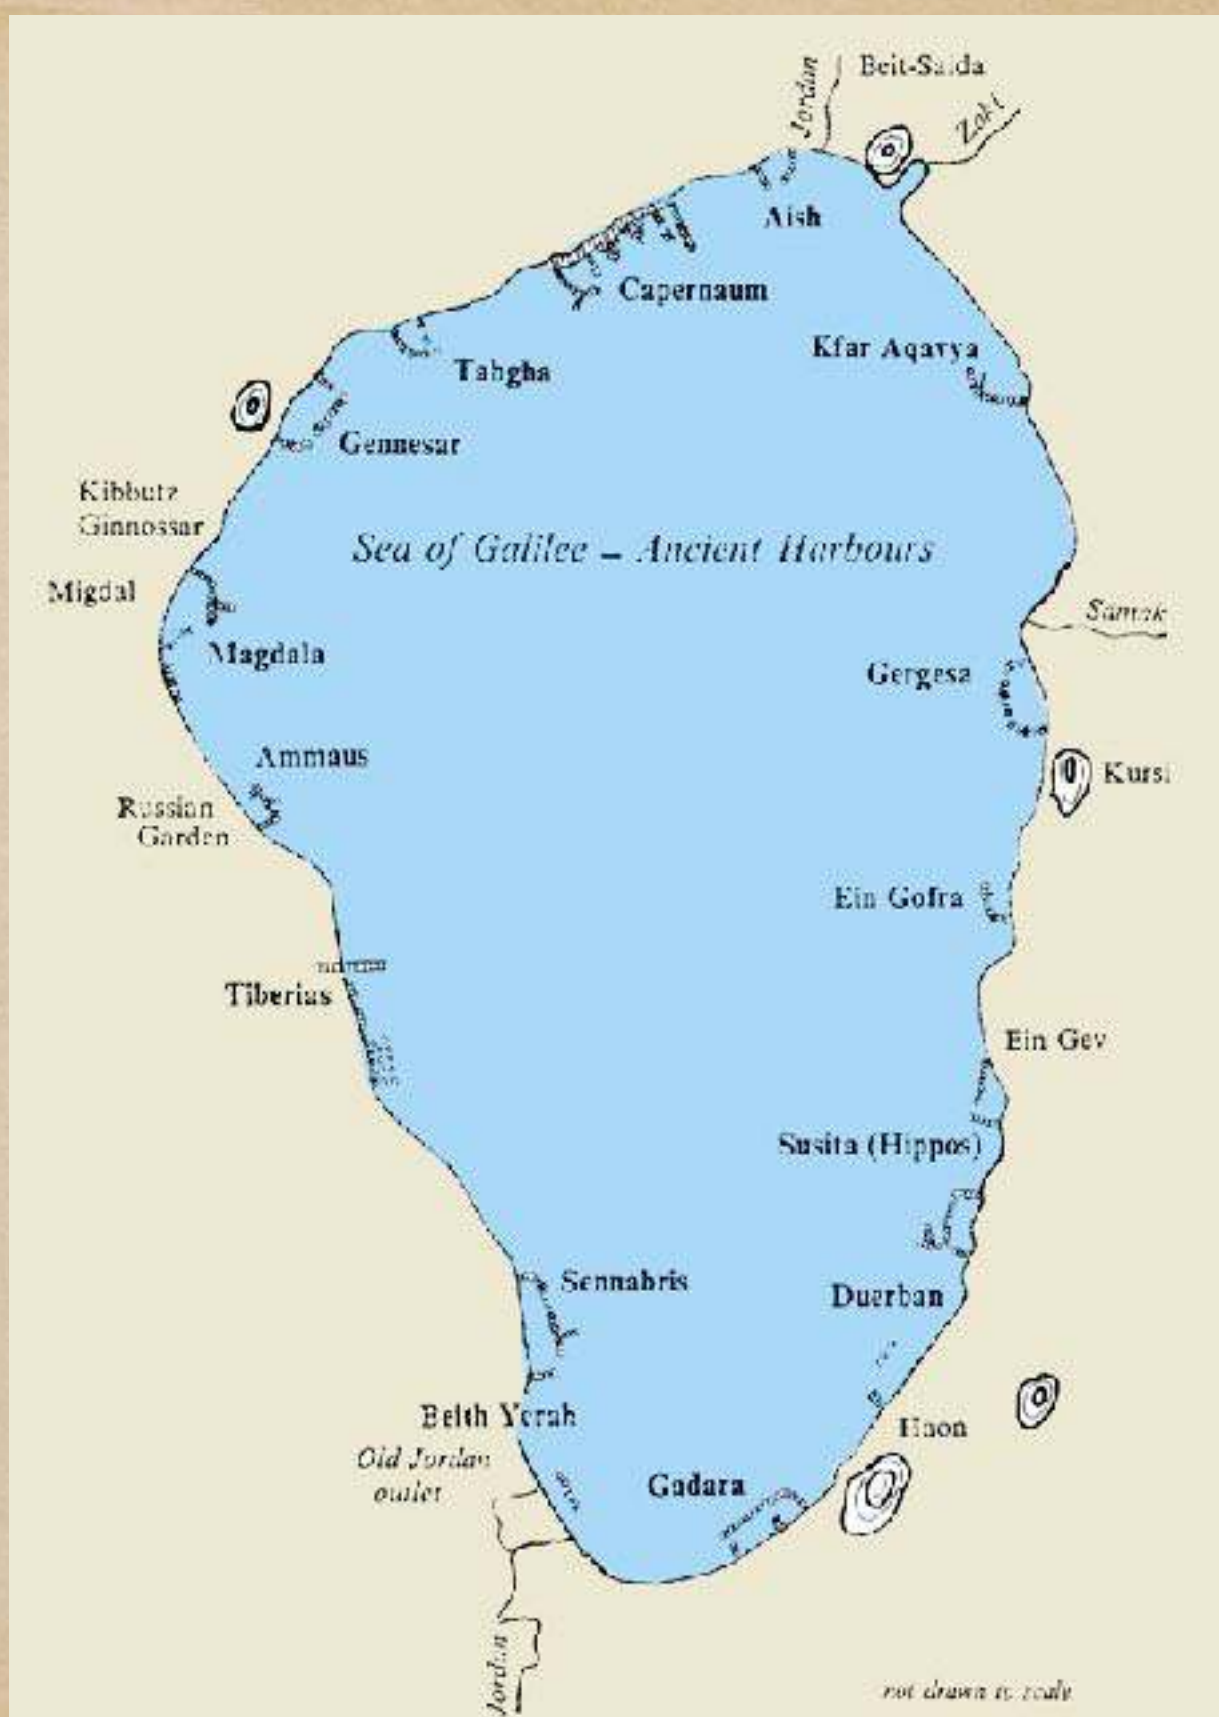 Jordan
Beit-Saida
Zaki
Aish
Capernaum
Kfar Aqavya
Tabgha
Gennesar
Kibbutz
Ginnossar
Sea of Galilee – Ancient Harbours
Migdal
Samak
Magdala
Gergesa
Ammaus
Kursi
Russian
Garden
Ein Gofra
Tiberias
Ein Gev
Susita (Hippos)
Sennabris
Duerban
Beith Yerah
Haon
Old Jordan
outlet
Gadara
Jordan
not drawn to scale